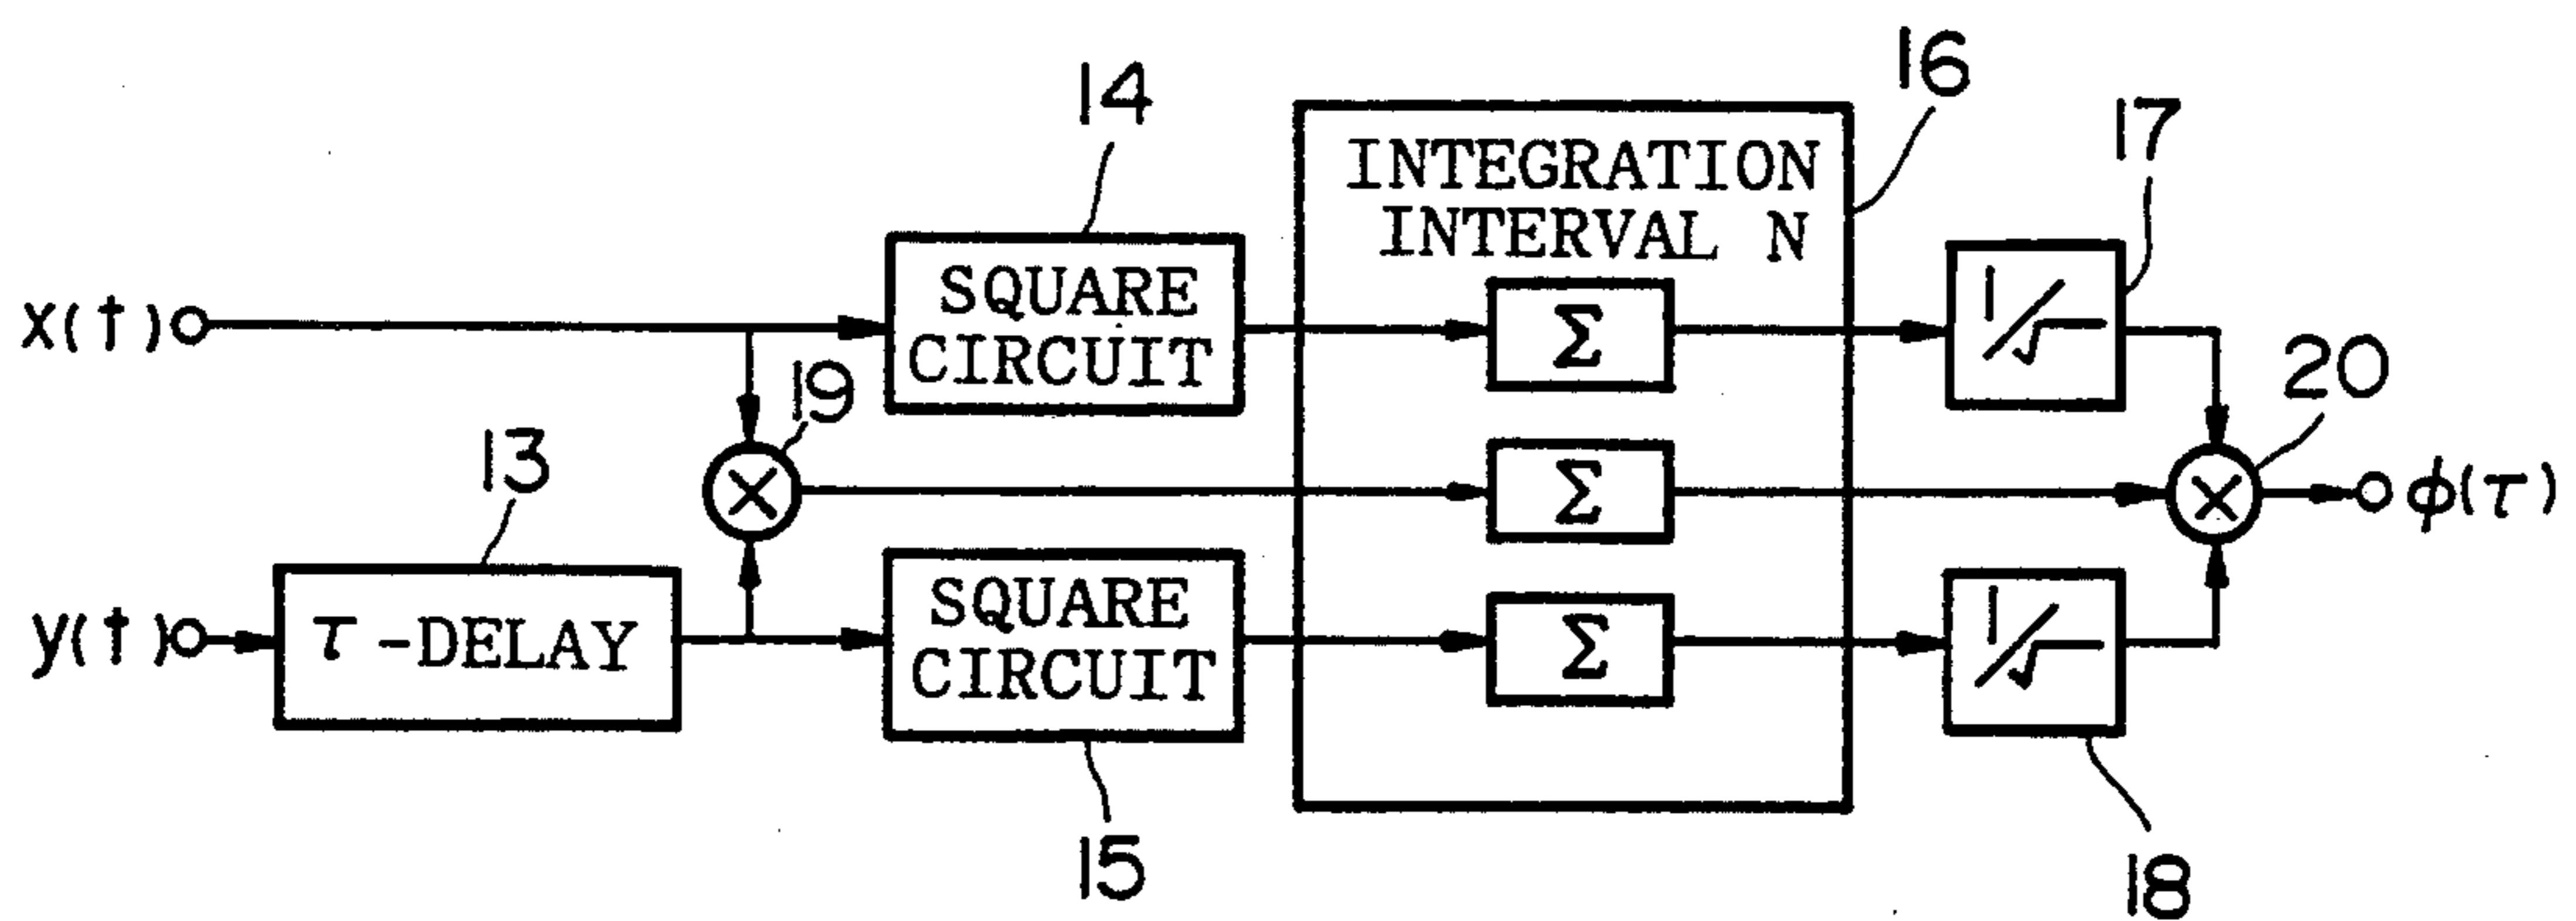 16
14
17
INTEGRATION
INTERVAL N
SQUARE
CIRCUIT
Σ
1/√
x(t)
19
20
13
Σ
φ(τ)
y(t)
τ-DELAY
SQUARE
CIRCUIT
Σ
1/√
15
18